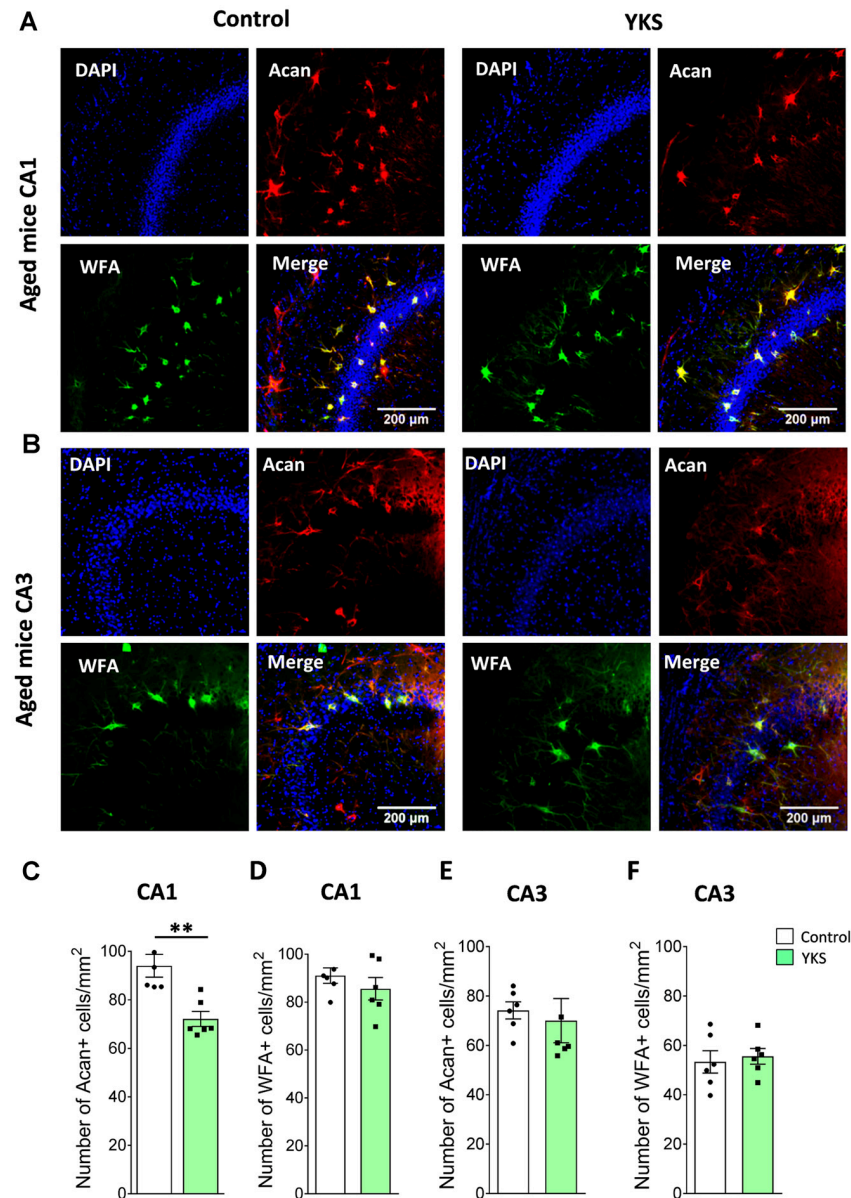 A
Control
YKS
Aged mice CA1
DAPI
Acan
DAPI
Acan
WFA
Merge
WFA
Merge
200 µm
200 µm
B
Aged mice CA3
DAPI
Acan
DAPI
Acan
WFA
Merge
WFA
Merge
200 µm
200 µm
C
CA1
D
CA1
E
CA3
F
CA3
Control
YKS
**
Number of Acan+ cells/mm²
100
80
60
40
20
0
Number of WFA+ cells/mm²
100
80
60
40
20
0
Number of Acan+ cells/mm²
100
80
60
40
20
0
Number of WFA+ cells/mm²
100
80
60
40
20
0